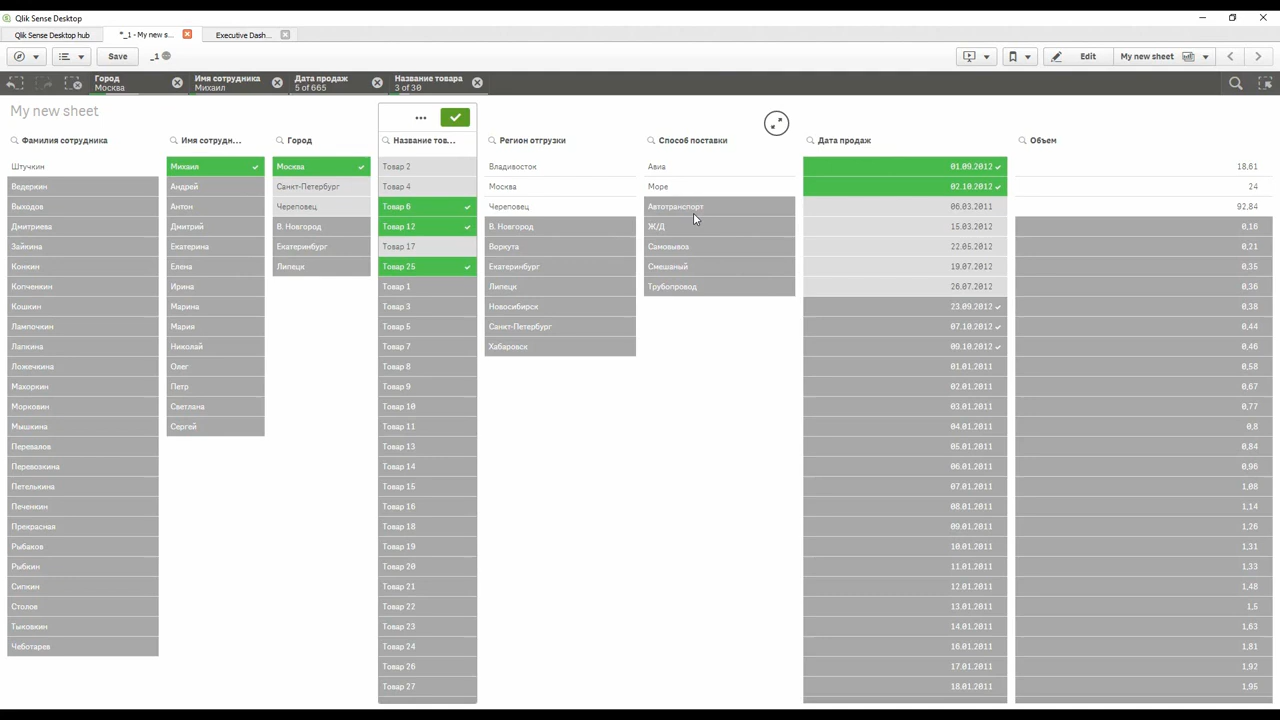 Qlik Sense Desktop
Qlik Sense Desktop hub
*_1 - My new s...
Executive Dash...
Save
_1
Edit
My new sheet
Город
Москва
Имя сотрудника
Михаил
Дата продаж
5 of 665
Название товара
3 of 30
My new sheet
Фамилия сотрудника
Штучкин
Ведеркин
Выходов
Дмитриева
Зайкина
Конкин
Копченкин
Кошкин
Лампочкин
Лапкина
Ложечкина
Махоркин
Морковин
Мышкина
Перевалов
Перевозкина
Петелькина
Печенкин
Прекрасная
Рыбаков
Рыбкин
Сипкин
Столов
Тыковкин
Чеботарев
Имя сотрудн...
Михаил
Андрей
Антон
Дмитрий
Екатерина
Елена
Ирина
Марина
Мария
Николай
Олег
Петр
Светлана
Сергей
Город
Москва
Санкт-Петербург
Череповец
В. Новгород
Екатеринбург
Липецк
Название тов...
Товар 2
Товар 4
Товар 6
Товар 12
Товар 17
Товар 25
Товар 1
Товар 3
Товар 5
Товар 7
Товар 8
Товар 9
Товар 10
Товар 11
Товар 13
Товар 14
Товар 15
Товар 16
Товар 18
Товар 19
Товар 20
Товар 21
Товар 22
Товар 23
Товар 24
Товар 26
Товар 27
Регион отгрузки
Владивосток
Москва
Череповец
В. Новгород
Воркута
Екатеринбург
Липецк
Новосибирск
Санкт-Петербург
Хабаровск
Способ поставки
Авиа
Море
Автотранспорт
Ж/Д
Самовывоз
Смешаный
Трубопровод
Дата продаж
01.09.2012
02.10.2012
06.03.2011
15.03.2012
22.05.2012
19.07.2012
26.07.2012
23.09.2012
07.10.2012
09.10.2012
01.01.2011
02.01.2011
03.01.2011
04.01.2011
05.01.2011
06.01.2011
07.01.2011
08.01.2011
09.01.2011
10.01.2011
11.01.2011
12.01.2011
13.01.2011
14.01.2011
16.01.2011
17.01.2011
18.01.2011
Объем
18,61
24
92,84
0,16
0,21
0,35
0,36
0,38
0,44
0,46
0,58
0,67
0,77
0,8
0,84
0,96
1,08
1,14
1,26
1,31
1,33
1,48
1,5
1,63
1,81
1,92
1,95